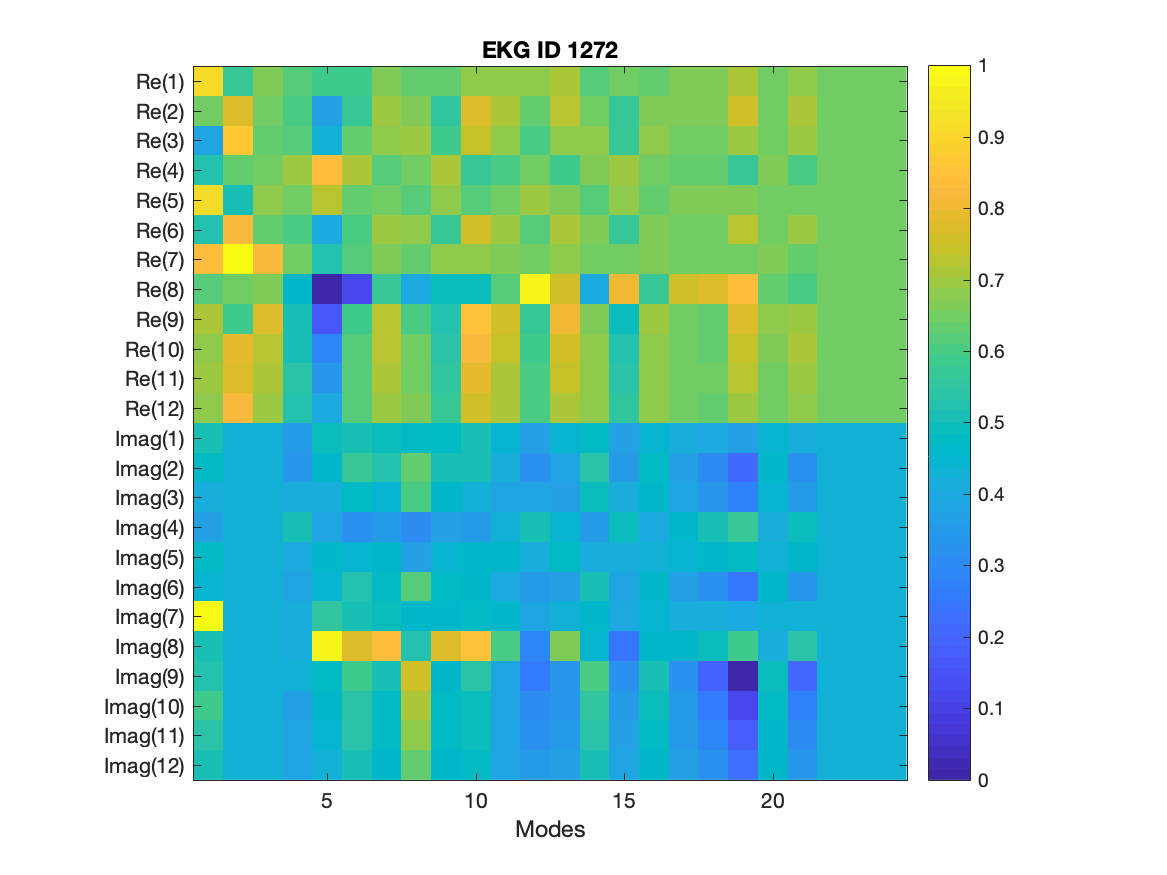 EKG ID 1272
Re(1)
Re(2)
Re(3)
Re(4)
Re(5)
Re(6)
Re(7)
Re(8)
Re(9)
Re(10)
Re(11)
Re(12)
Imag(1)
Imag(2)
Imag(3)
Imag(4)
Imag(5)
Imag(6)
Imag(7)
Imag(8)
Imag(9)
Imag(10)
Imag(11)
Imag(12)
5 10 15 20
Modes
1
0.9
0.8
0.7
0.6
0.5
0.4
0.3
0.2
0.1
0